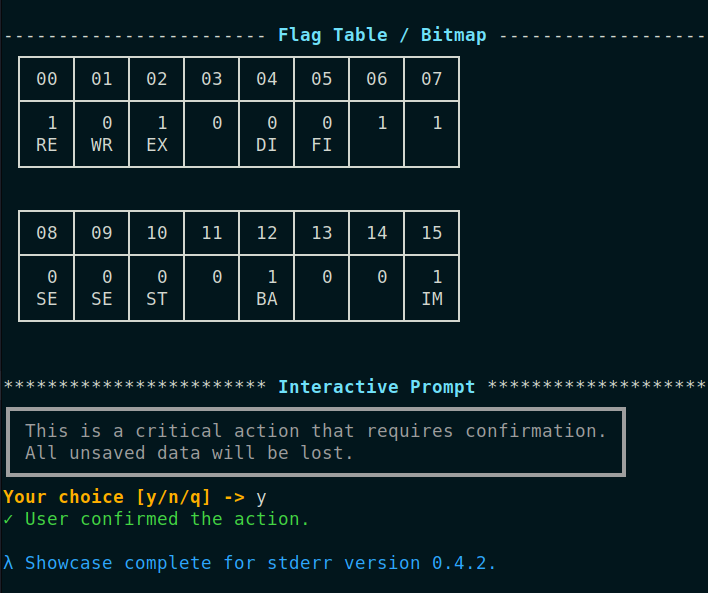 ------------------------ Flag Table / Bitmap -------------------
00 01 02 03 04 05 06 07
1 0 1 0 0 0 1 1
RE WR EX DI FI
08 09 10 11 12 13 14 15
0 0 0 0 1 0 0 1
SE SE ST BA IM
************************ Interactive Prompt ********************
This is a critical action that requires confirmation.
All unsaved data will be lost.
Your choice [y/n/q] -> y
✓ User confirmed the action.
λ Showcase complete for stderr version 0.4.2.